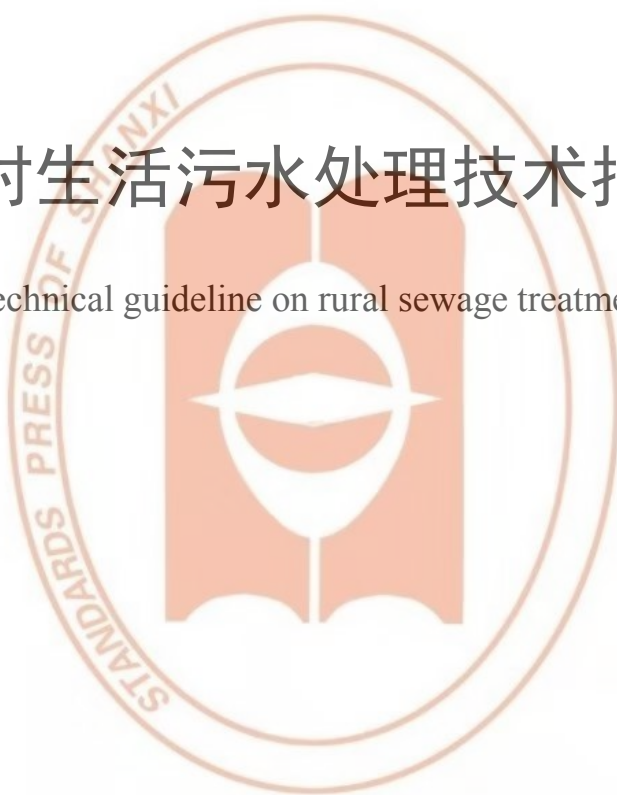 村生活污水处理技术指
echnical guideline on rural sewage treatme
STANDARDS PRESS OF SHANXI